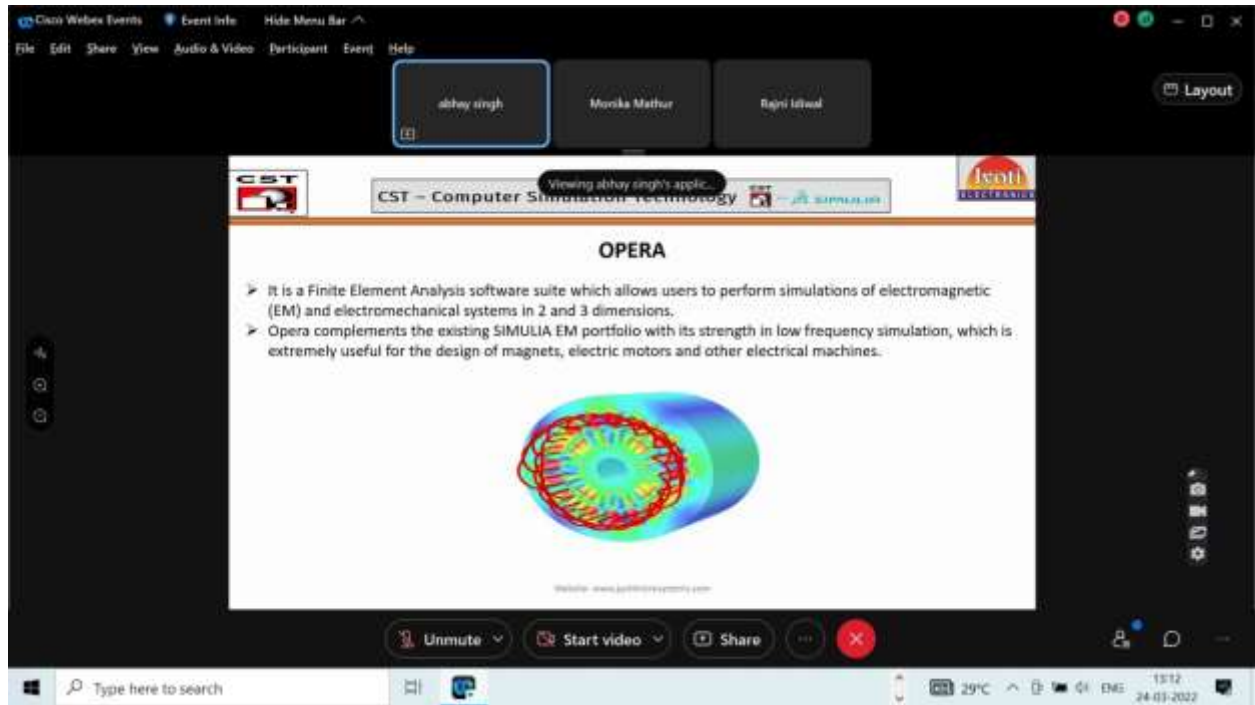 Cisco Webex Events Event Info Hide Menu Bar
File Edit Share View Audio & Video Participant Event Help
abhay singh Monika Mathur Rajni Idiwal
Layout
Viewing abhay singh's applic...
CST
CST – Computer Simulation Technology CST SIMULIA
Jyoti
ELECTRONICS
OPERA
➢ It is a Finite Element Analysis software suite which allows users to perform simulations of electromagnetic
(EM) and electromechanical systems in 2 and 3 dimensions.
➢ Opera complements the existing SIMULIA EM portfolio with its strength in low frequency simulation, which is
extremely useful for the design of magnets, electric motors and other electrical machines.
Website:
Unmute Start video Share
Type here to search
29°C ENG 13:12
24-03-2022